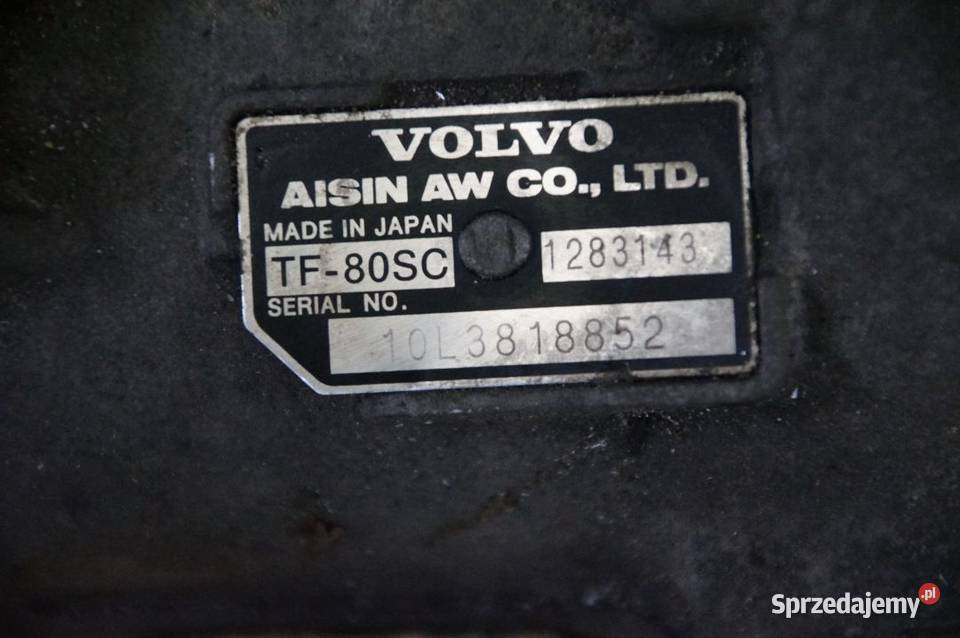 VOLVO
AISIN AW CO., LTD.
MADE IN JAPAN
TF-80SC 1283143
SERIAL NO.
10L3818852
Sprzedajemy.pl